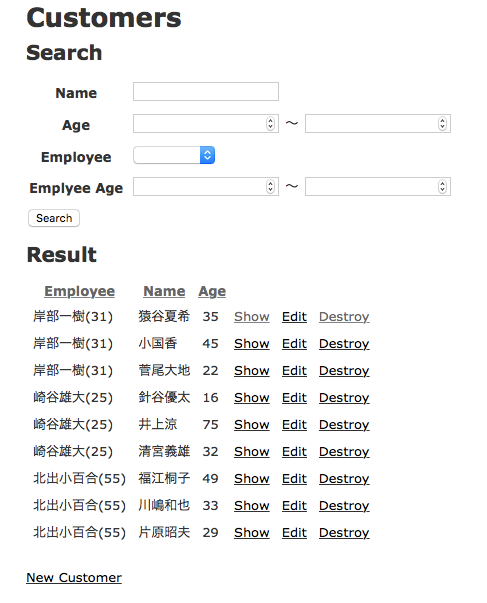 Customers
Search
Name
Age ～
Employee
Emplyee Age ～
Search
Result
Employee Name Age
岸部一樹(31) 猿谷夏希 35 Show Edit Destroy
岸部一樹(31) 小国香 45 Show Edit Destroy
岸部一樹(31) 菅尾大地 22 Show Edit Destroy
崎谷雄大(25) 針谷優太 16 Show Edit Destroy
崎谷雄大(25) 井上涼 75 Show Edit Destroy
崎谷雄大(25) 清宮義雄 32 Show Edit Destroy
北出小百合(55) 福江桐子 49 Show Edit Destroy
北出小百合(55) 川嶋和也 33 Show Edit Destroy
北出小百合(55) 片原昭夫 29 Show Edit Destroy
New Customer